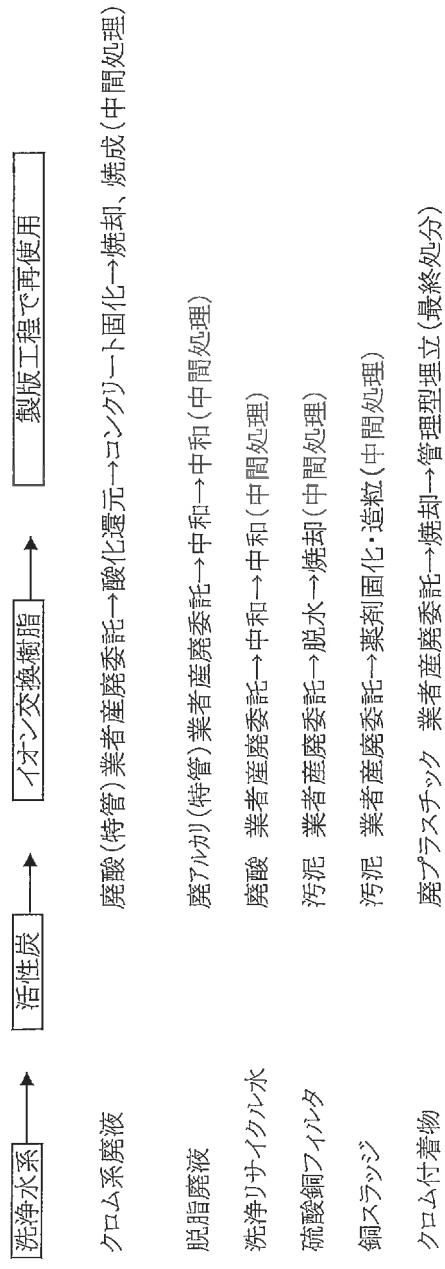 洗浄水系 → 活性炭 → イオン交換樹脂 → 製版工程で再使用
クロム系廃液 廃酸(特管)業者産廃委託→酸化還元→コンクリート固化→焼却、焼成(中間処理)
脱脂廃液 廃アルカリ(特管)業者産廃委託→中和→中和(中間処理)
洗浄リサイクル水 廃酸 業者産廃委託→中和→中和(中間処理)
硫酸銅フィルタ 汚泥 業者産廃委託→脱水→焼却(中間処理)
銅スラッジ 汚泥 業者産廃委託→薬剤固化・造粒(中間処理)
クロム付着物 廃プラスチック 業者産廃委託→焼却→管理型埋立(最終処分)